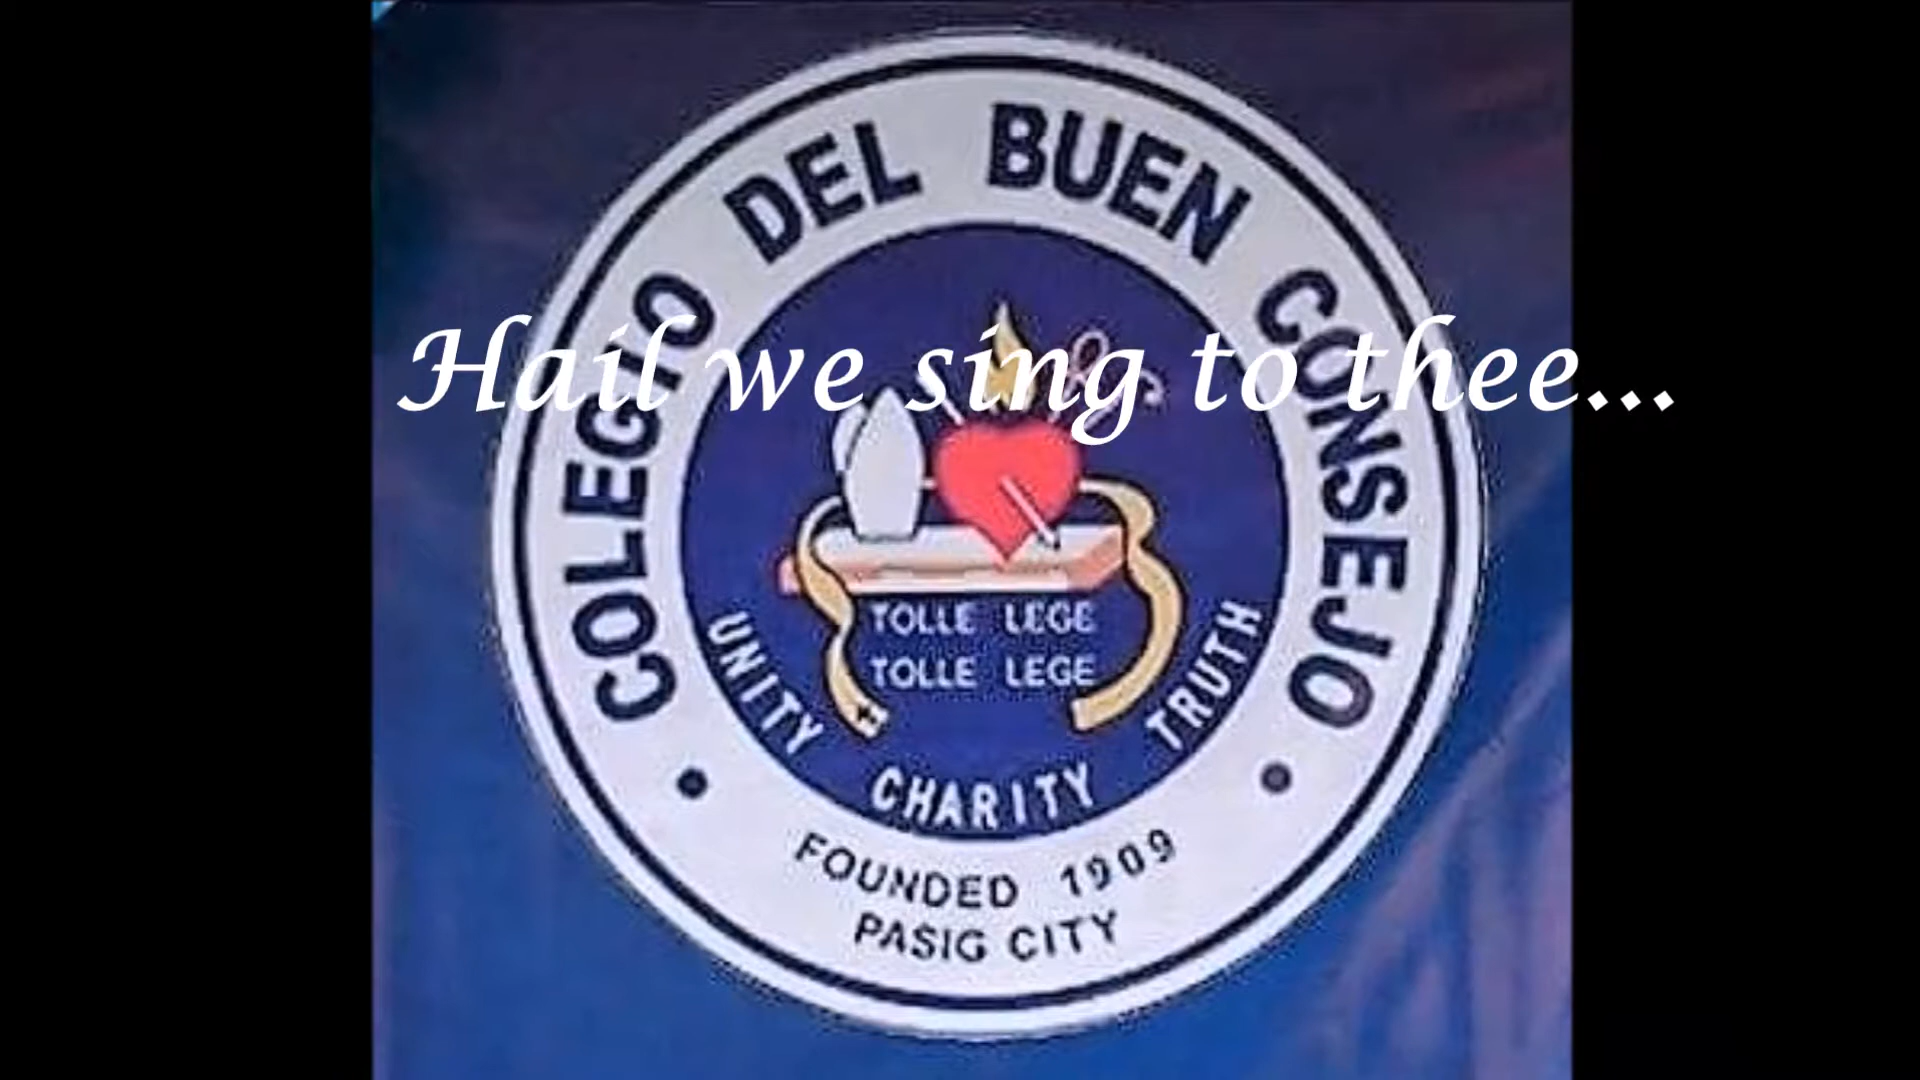 COLEGIO DEL BUEN CONSEJO
Hail we sing to thee...
TOLLE LEGE
TOLLE LEGE
UNITY CHARITY TRUTH
FOUNDED 1909
PASIG CITY